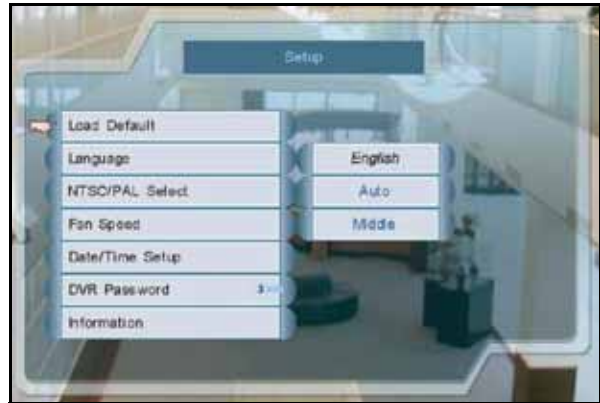 Setup
Load Default
Language English
NTSC/PAL Select Auto
Fan Speed Middle
Date/Time Setup
DVR Password
Information